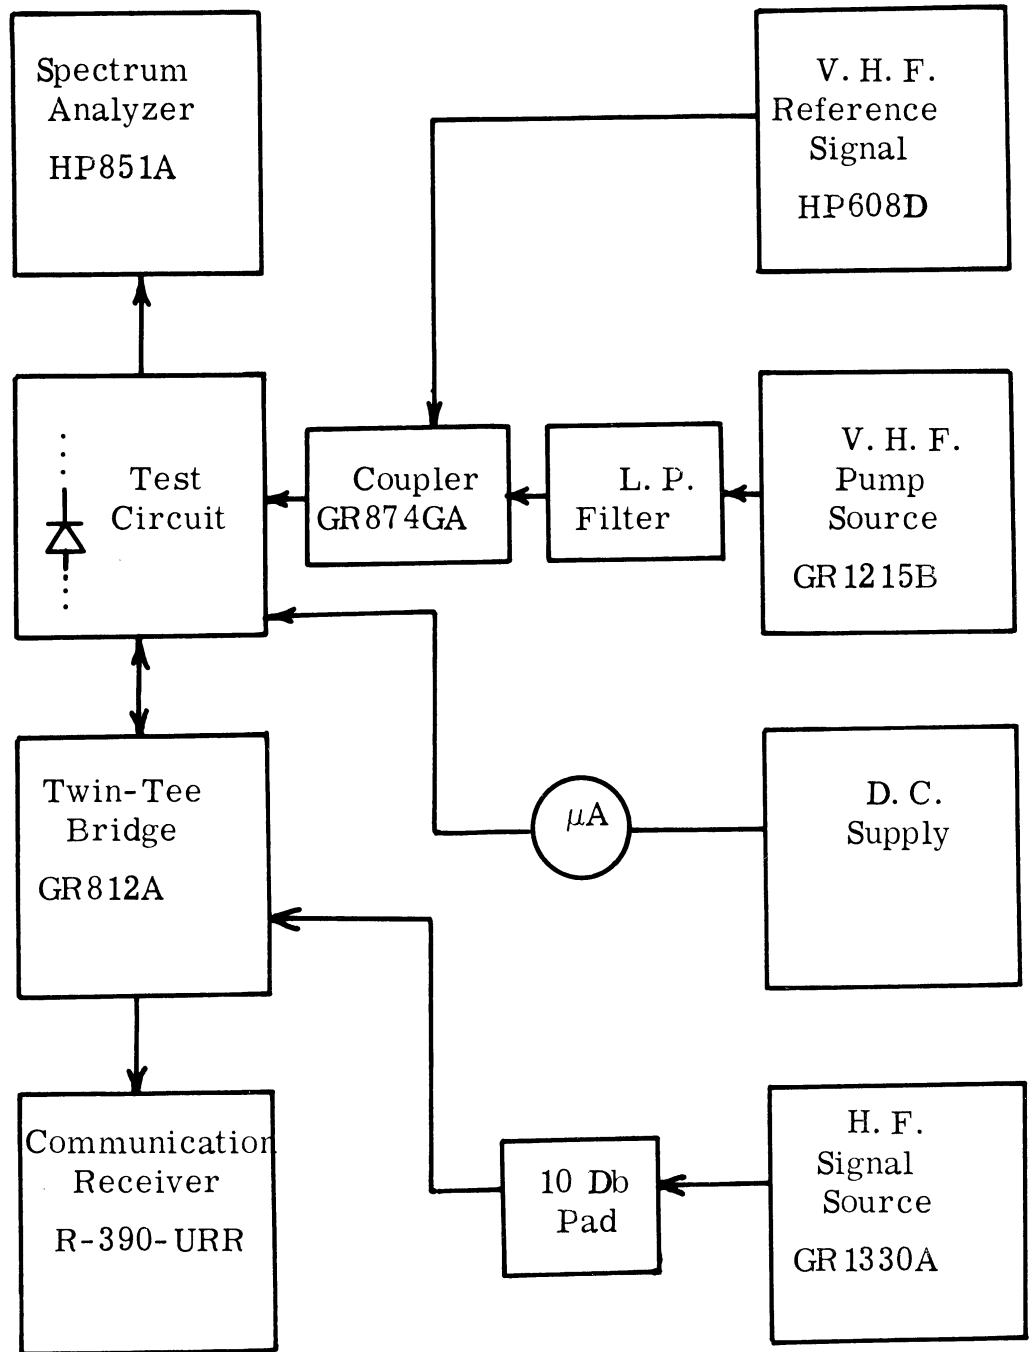 Spectrum
Analyzer
HP851A
V. H. F.
Reference
Signal
HP608D
Test
Circuit
Coupler
GR874GA
L. P.
Filter
V. H. F.
Pump
Source
GR1215B
Twin-Tee
Bridge
GR812A
μA
D. C.
Supply
Communication
Receiver
R-390-URR
10 Db
Pad
H. F.
Signal
Source
GR1330A